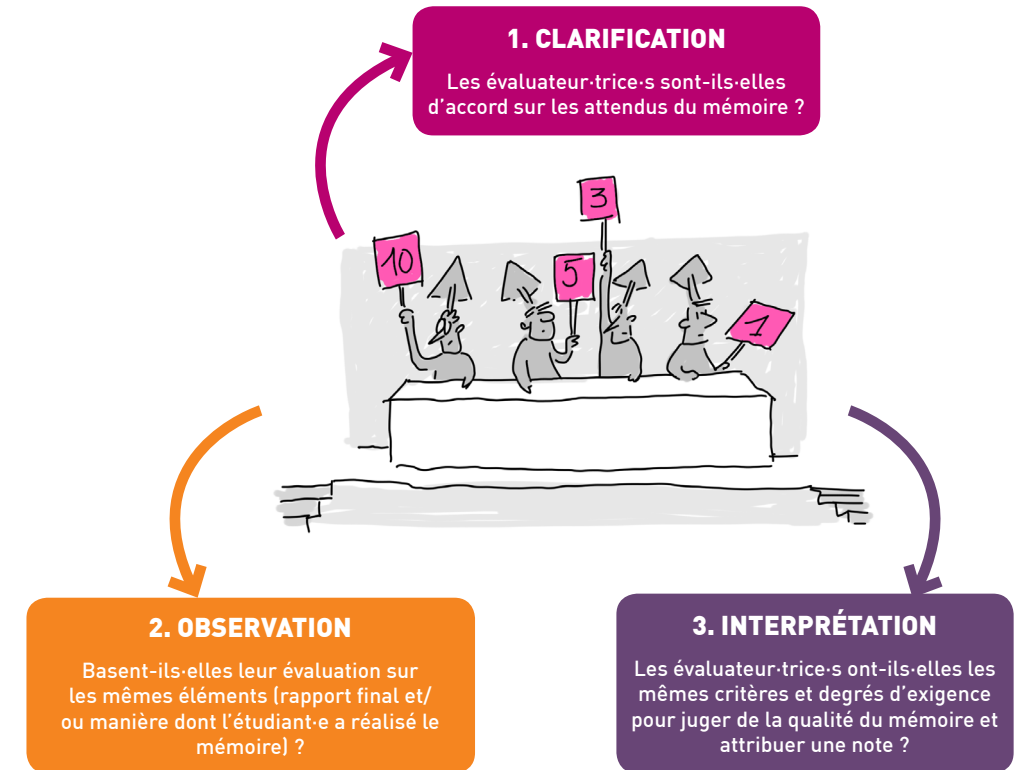 1. CLARIFICATION
Les évaluateur·trice·s sont-ils·elles
d’accord sur les attendus du mémoire ?
3
10
5
1
2. OBSERVATION
Basent-ils·elles leur évaluation sur
les mêmes éléments (rapport final et/
ou manière dont l’étudiant·e a réalisé le
mémoire) ?
3. INTERPRÉTATION
Les évaluateur·trice·s ont-ils·elles les
mêmes critères et degrés d’exigence
pour juger de la qualité du mémoire et
attribuer une note ?